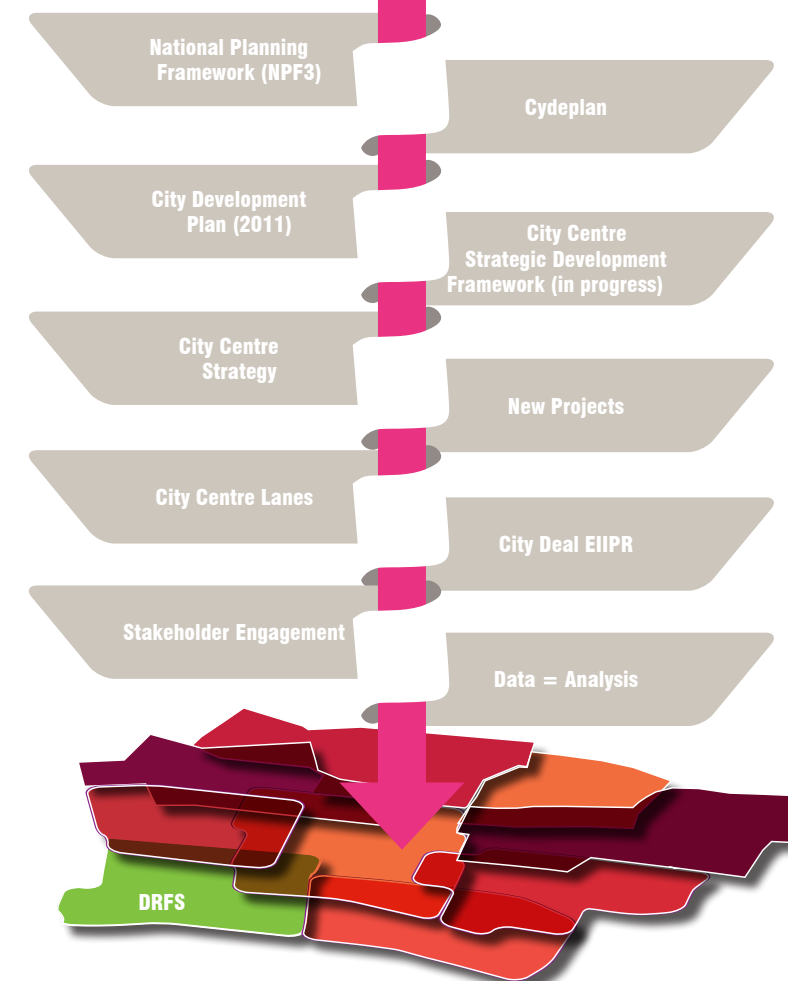 National Planning
Framework (NPF3)
Cydeplan
City Development
Plan (2011)
City Centre
Strategic Development
Framework (in progress)
City Centre
Strategy
New Projects
City Centre Lanes
City Deal EIIPR
Stakeholder Engagement
Data = Analysis
DRFS